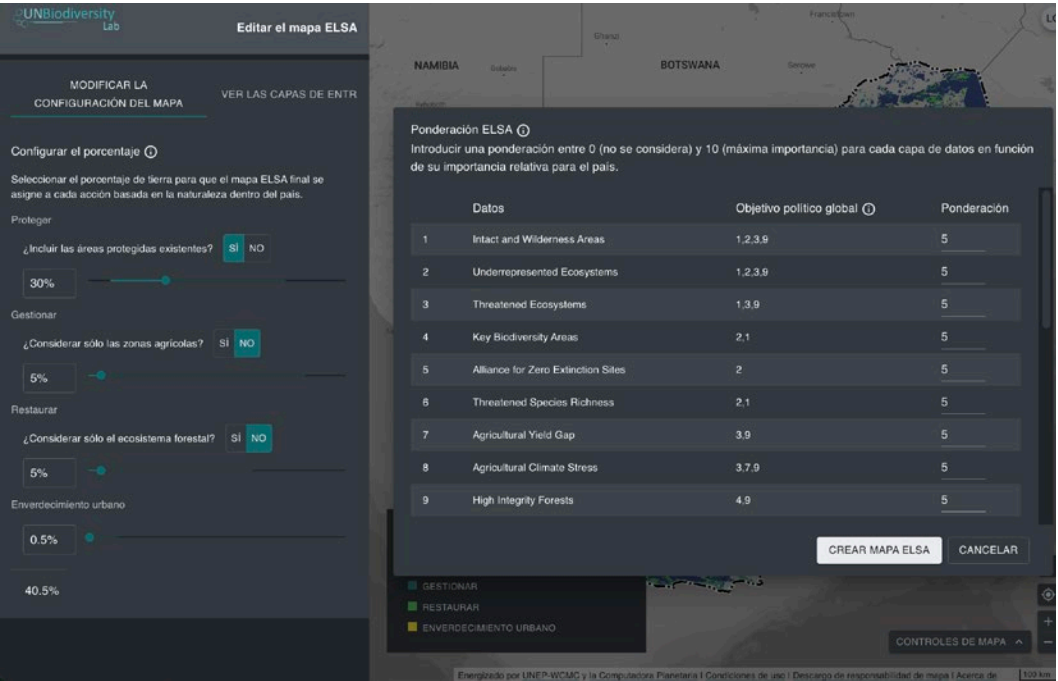 UNBiodiversity
Lab
Editar el mapa ELSA
MODIFICAR LA
CONFIGURACIÓN DEL MAPA
VER LAS CAPAS DE ENTR
Configurar el porcentaje
Seleccionar el porcentaje de tierra para que el mapa ELSA final se
asigne a cada acción basada en la naturaleza dentro del país.
Proteger
¿Incluir las áreas protegidas existentes? SÍ NO
30%
Gestionar
¿Considerar sólo las zonas agrícolas? SÍ NO
5%
Restaurar
¿Considerar sólo el ecosistema forestal? SÍ NO
5%
Enverdecimiento urbano
0.5%
40.5%
Francistown
Ghanzi
NAMIBIA
Gobabis
BOTSWANA
Serowe
LO
Ponderación ELSA
Introducir una ponderación entre 0 (no se considera) y 10 (máxima importancia) para cada capa de datos en función
de su importancia relativa para el país.
Datos Objetivo político global Ponderación
1 Intact and Wilderness Areas 1,2,3,9 5
2 Underrepresented Ecosystems 1,2,3,9 5
3 Threatened Ecosystems 1,3,9 5
4 Key Biodiversity Areas 2,1 5
5 Alliance for Zero Extinction Sites 2 5
6 Threatened Species Richness 2,1 5
7 Agricultural Yield Gap 3,9 5
8 Agricultural Climate Stress 3,7,9 5
9 High Integrity Forests 4,9 5
CREAR MAPA ELSA CANCELAR
GESTIONAR
RESTAURAR
ENVERDECIMIENTO URBANO
CONTROLES DE MAPA
Energizado por UNEP-WCMC y la Computadora Planetaria | Condiciones de uso | Descargo de responsabilidad de mapa | Acerca de
100 km